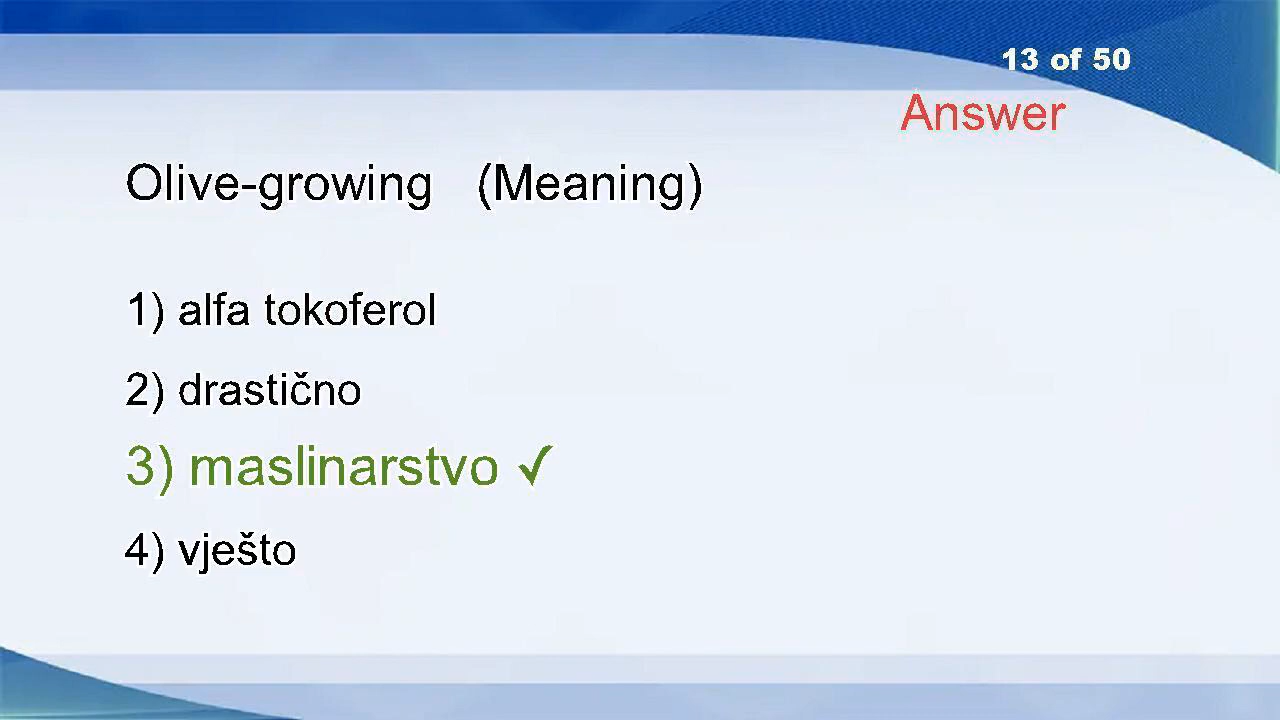 13 of 50
Answer
Olive-growing (Meaning)
1) alfa tokoferol
2) drastično
3) maslinarstvo ✓
4) vješto